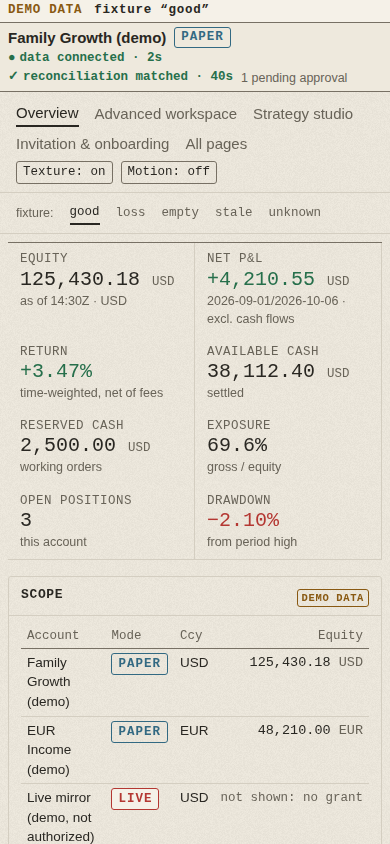 DEMO DATA fixture “good”
Family Growth (demo) PAPER
● data connected · 2s
✓ reconciliation matched · 40s 1 pending approval
Overview Advanced workspace Strategy studio
Invitation & onboarding All pages
Texture: on Motion: off
fixture: good loss empty stale unknown
EQUITY
125,430.18 USD
as of 14:30Z · USD
NET P&L
+4,210.55 USD
2026-09-01/2026-10-06 ·
excl. cash flows
RETURN
+3.47%
time-weighted, net of fees
AVAILABLE CASH
38,112.40 USD
settled
RESERVED CASH
2,500.00 USD
working orders
EXPOSURE
69.6%
gross / equity
OPEN POSITIONS
3
this account
DRAWDOWN
−2.10%
from period high
SCOPE DEMO DATA
Account Mode Ccy Equity
Family Growth (demo) PAPER USD 125,430.18 USD
EUR Income (demo) PAPER EUR 48,210.00 EUR
Live mirror (demo, not authorized) LIVE USD not shown: no grant